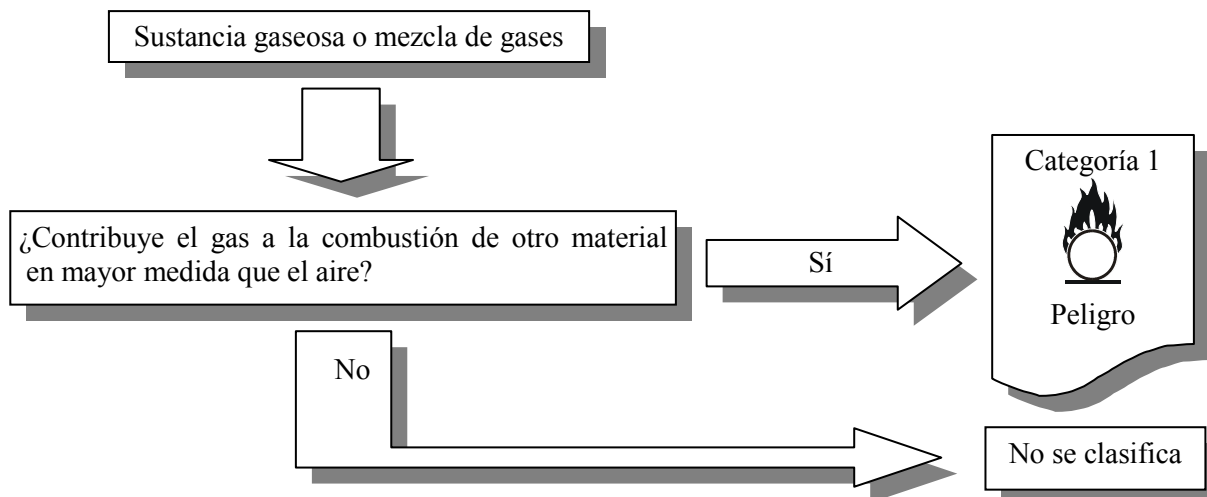 Sustancia gaseosa o mezcla de gases
¿Contribuye el gas a la combustión de otro material
en mayor medida que el aire?
Sí
Categoría 1
Peligro
No
No se clasifica